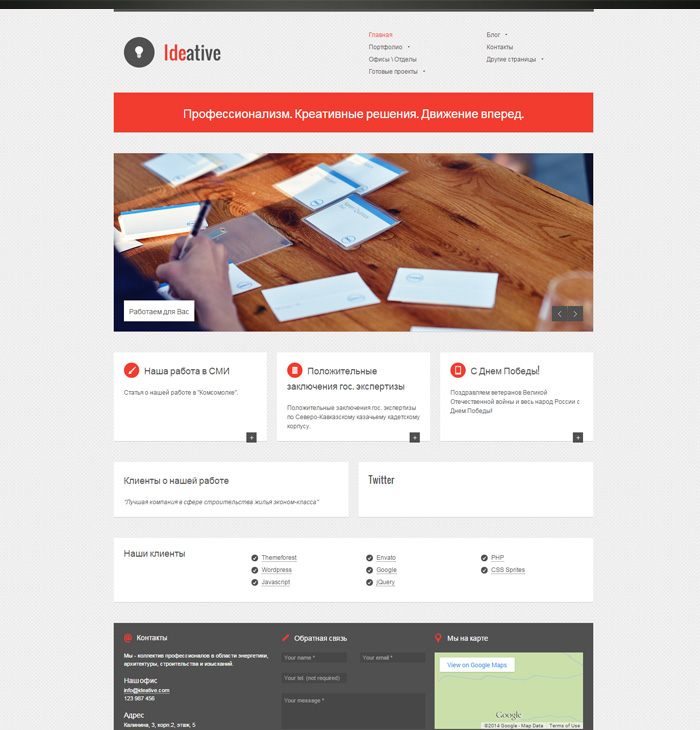 Ideative
Главная
Портфолио
Офисы \ Отделы
Готовые проекты
Блог
Контакты
Другие страницы
Профессионализм. Креативные решения. Движение вперед.
Работаем для Вас
Наша работа в СМИ
Статья о нашей работе в "Комсомолке".
Положительные
заключения гос. экспертизы
Положительные заключения гос. экспертизы
по Северо-Кавказскому казачьему кадетскому
корпусу.
С Днем Победы!
Поздравляем ветеранов Великой
Отечественной войны и весь народ России с
Днем Победы!
Клиенты о нашей работе
"Лучшая компания в сфере строительства жилья эконом-класса"
Twitter
Наши клиенты
Themeforest
Wordpress
Javascript
Envato
Google
jQuery
PHP
CSS Sprites
Контакты
Мы - коллектив профессионалов в области энергетики,
архитектуры, строительства и изысканий.
Наш офис
info@ideative.com
123 987 456
Адрес
Калинина, 3, корп.2, этаж, 5
Обратная связь
Your name *
Your email *
Your tel. (not required)
Your message *
Мы на карте
View on Google Maps
Google
©2014 Google - Map Data
Terms of Use